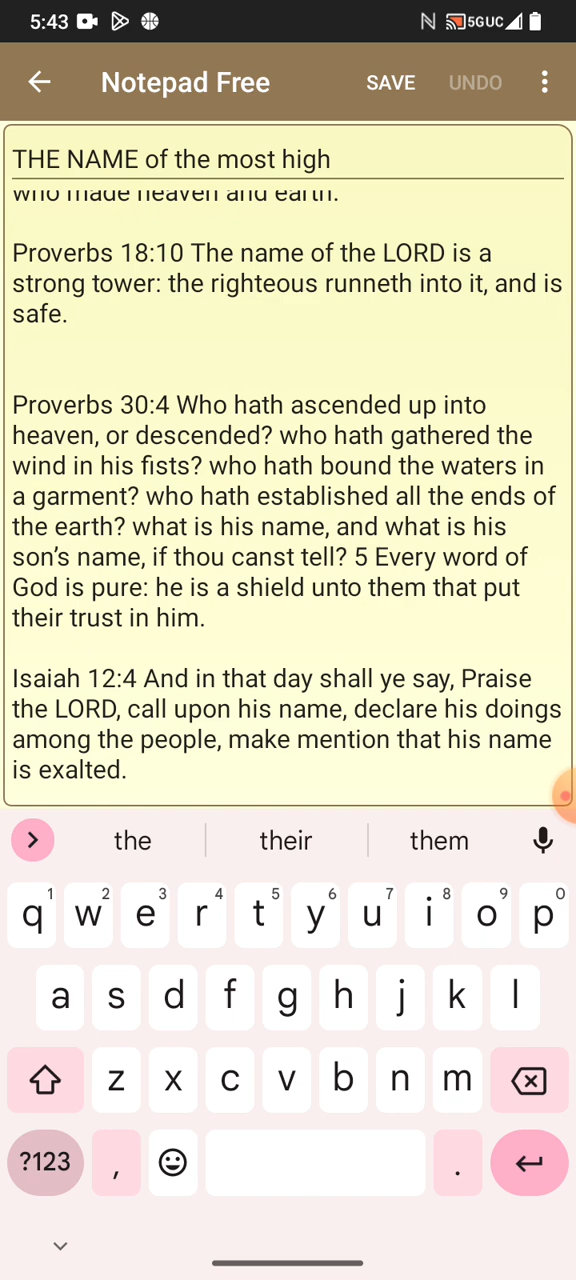 5:43
5GUC
Notepad Free
SAVE
UNDO
THE NAME of the most high
who made heaven and earth.
Proverbs 18:10 The name of the LORD is a
strong tower: the righteous runneth into it, and is
safe.
Proverbs 30:4 Who hath ascended up into
heaven, or descended? who hath gathered the
wind in his fists? who hath bound the waters in
a garment? who hath established all the ends of
the earth? what is his name, and what is his
son’s name, if thou canst tell? 5 Every word of
God is pure: he is a shield unto them that put
their trust in him.
Isaiah 12:4 And in that day shall ye say, Praise
the LORD, call upon his name, declare his doings
among the people, make mention that his name
is exalted.
the their them
q1 w2 e3 r4 t5 y6 u7 i8 o9 p0
a s d f g h j k l
z x c v b n m
?123 , .